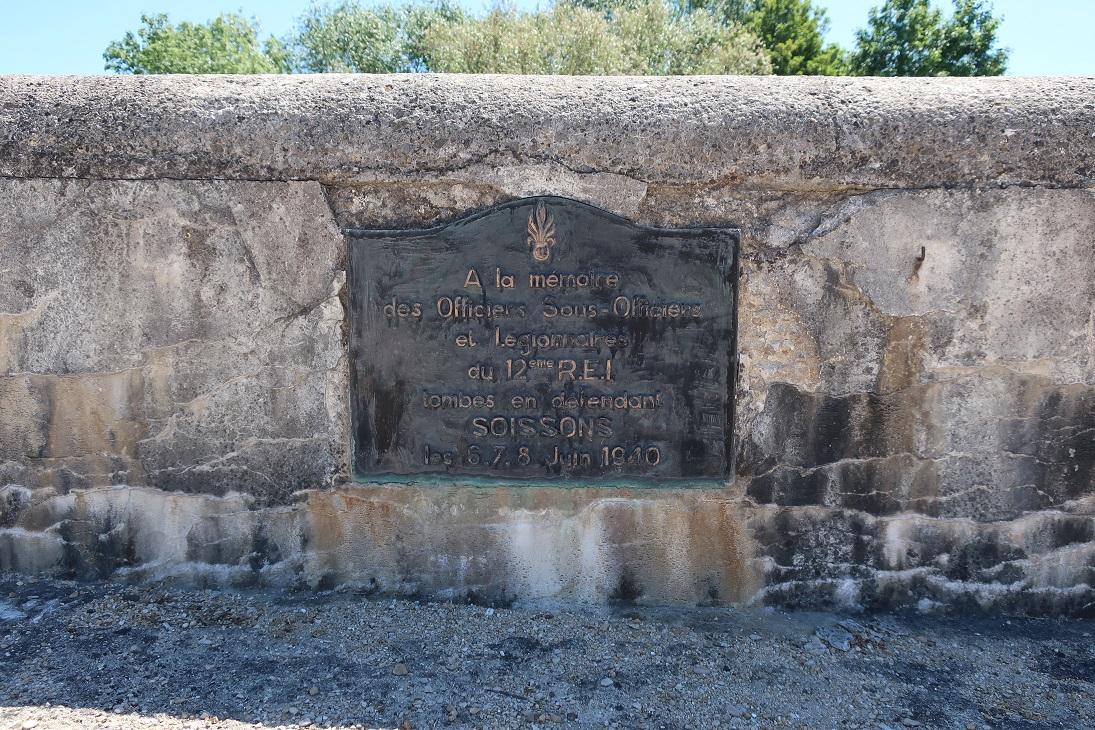 A la mémoire
des Officiers, Sous-Officiers
et Légionnaires
du 12ème R.E.I.
tombés en défendant
SOISSONS
les 6.7.8 Juin 1940